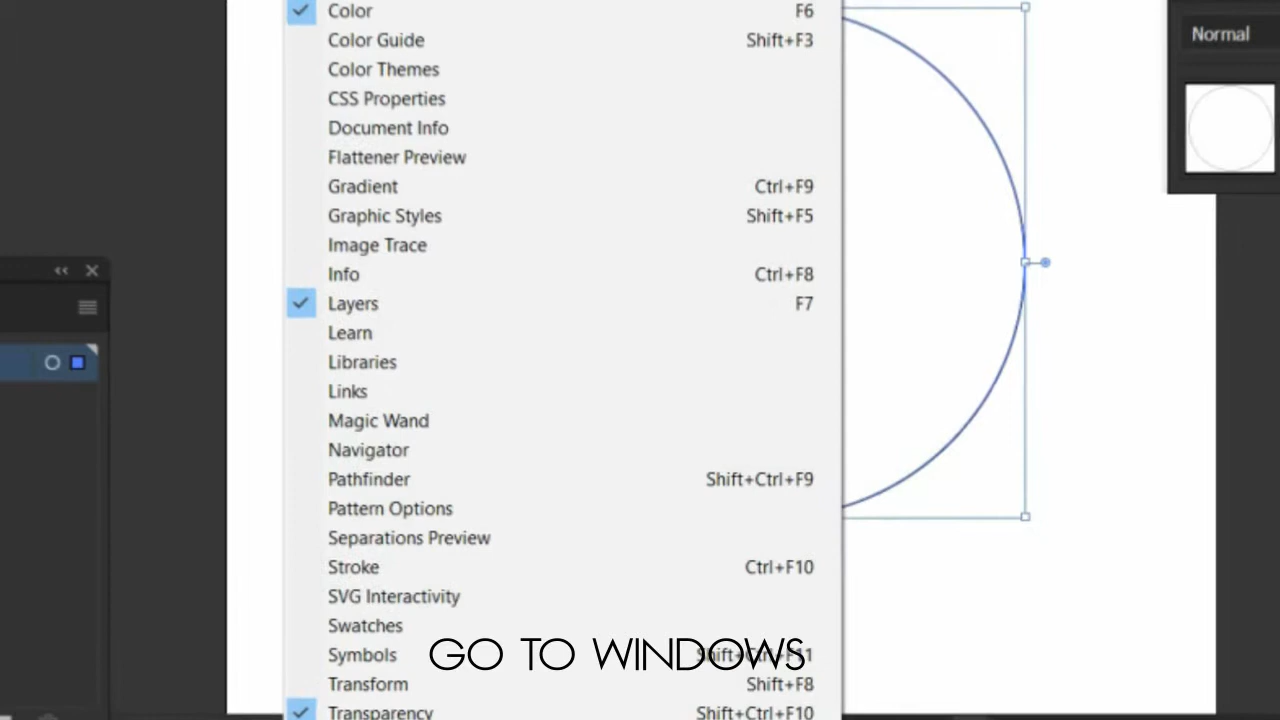 Color F6
Color Guide Shift+F3
Normal
Color Themes
CSS Properties
Document Info
Flattener Preview
Gradient Ctrl+F9
Graphic Styles Shift+F5
Image Trace
Info Ctrl+F8
Layers F7
Learn
Libraries
Links
Magic Wand
Navigator
Pathfinder Shift+Ctrl+F9
Pattern Options
Separations Preview
Stroke Ctrl+F10
SVG Interactivity
Swatches
Symbols Shift+Ctrl+F11
GO TO WINDOWS
Transform Shift+F8
Transparency Shift+Ctrl+F10